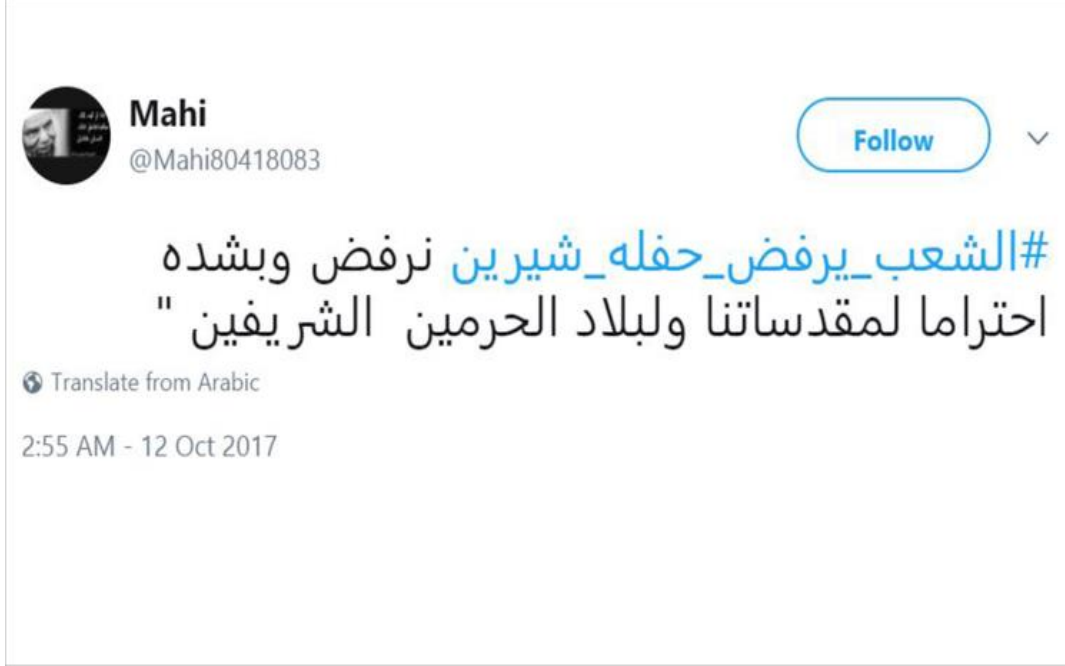 Mahi
@Mahi80418083
Follow
#الشعب_يرفض_حفله_شيرين نرفض وبشده
احتراما لمقدساتنا ولبلاد الحرمين الشريفين "
Translate from Arabic
2:55 AM - 12 Oct 2017